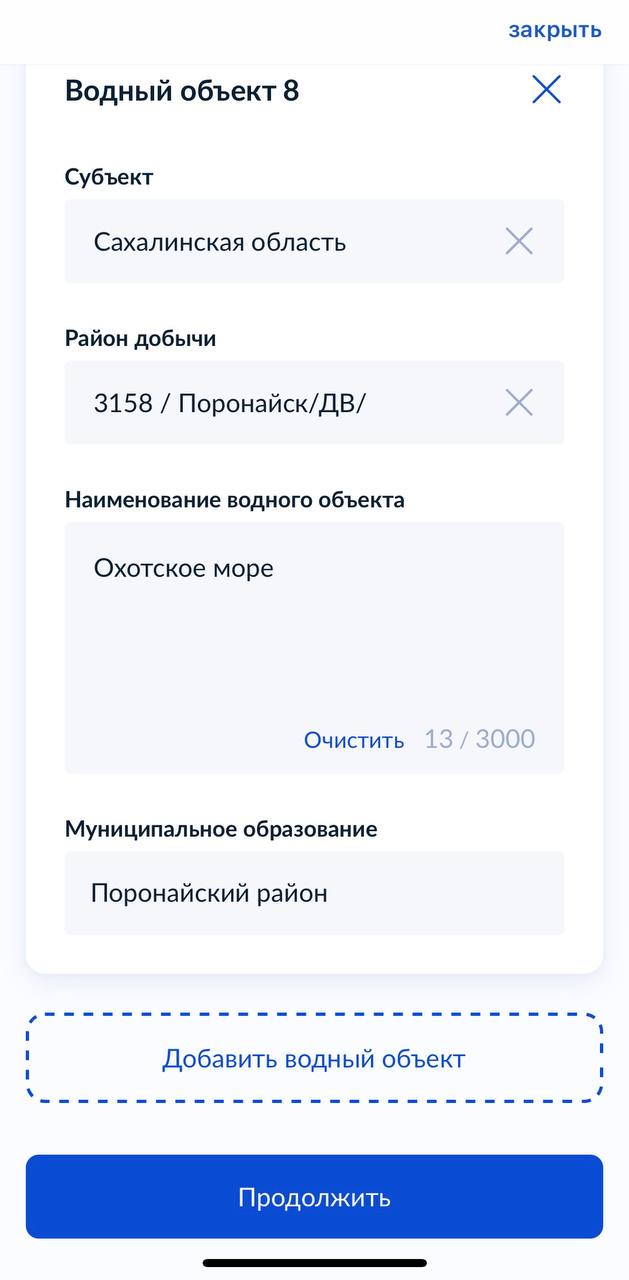 закрыть
Водный объект 8
Субъект
Сахалинская область
Район добычи
3158 / Поронайск/ДВ/
Наименование водного объекта
Охотское море
Очистить 13 / 3000
Муниципальное образование
Поронайский район
Добавить водный объект
Продолжить